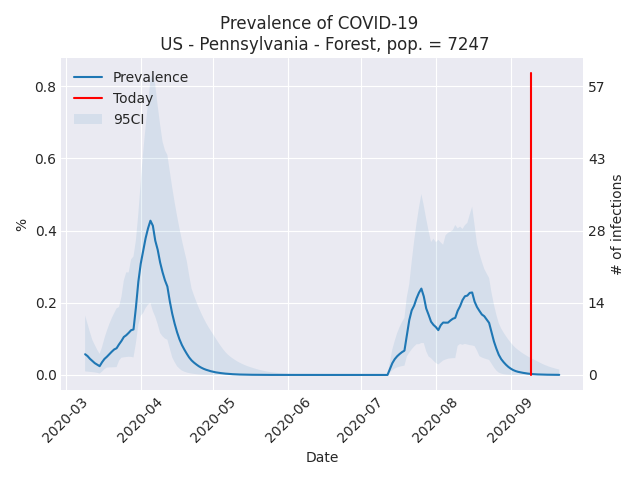 Prevalence of COVID-19
US - Pennsylvania - Forest, pop. = 7247
Prevalence
Today
95CI
0.8
0.6
0.4
0.2
0.0
%
57
43
28
14
0
# of infections
2020-03
2020-04
2020-05
2020-06
2020-07
2020-08
2020-09
Date